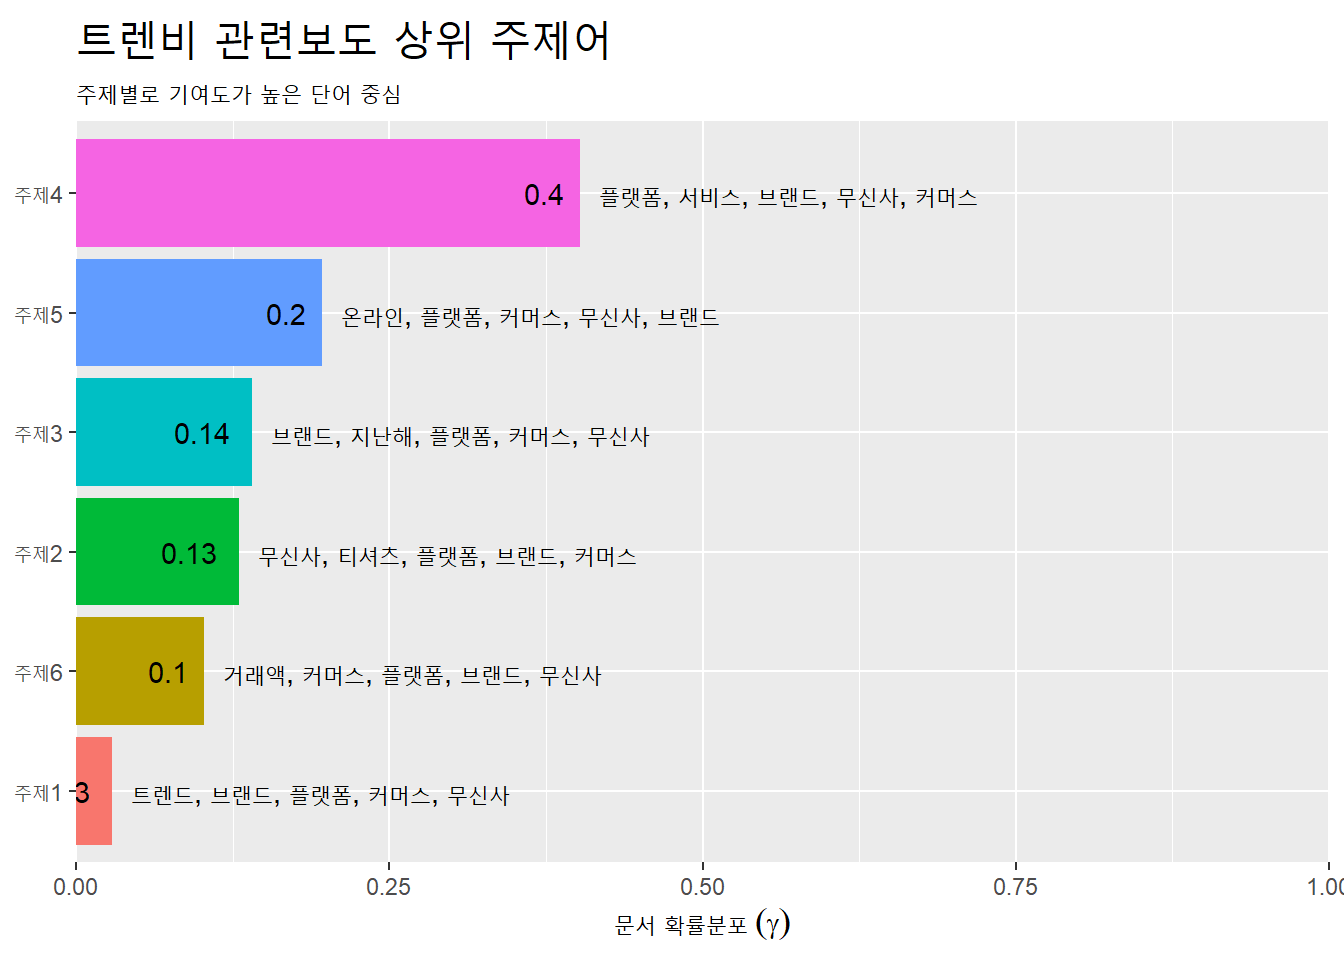 트렌비 관련보도 상위 주제어
주제별로 기여도가 높은 단어 중심
주제4 0.4 플랫폼, 서비스, 브랜드, 무신사, 커머스
주제5 0.2 온라인, 플랫폼, 커머스, 무신사, 브랜드
주제3 0.14 브랜드, 지난해, 플랫폼, 커머스, 무신사
주제2 0.13 무신사, 티셔츠, 플랫폼, 브랜드, 커머스
주제6 0.1 거래액, 커머스, 플랫폼, 브랜드, 무신사
주제1 3 트렌드, 브랜드, 플랫폼, 커머스, 무신사
0.00 0.25 0.50 0.75 1.00
문서 확률분포 (γ)